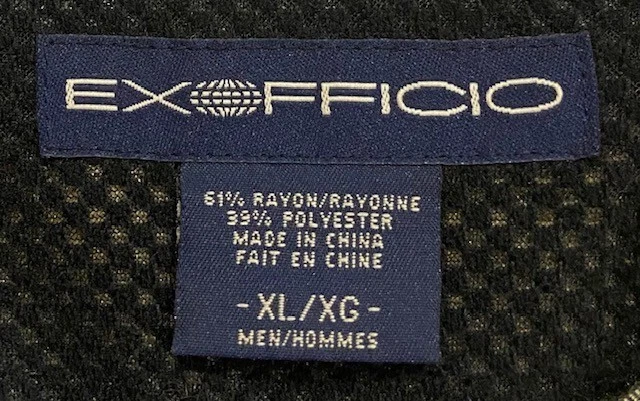 EXOFFICIO
61% RAYON/RAYONNE
39% POLYESTER
MADE IN CHINA
FAIT EN CHINE
- XL/XG -
MEN/HOMMES